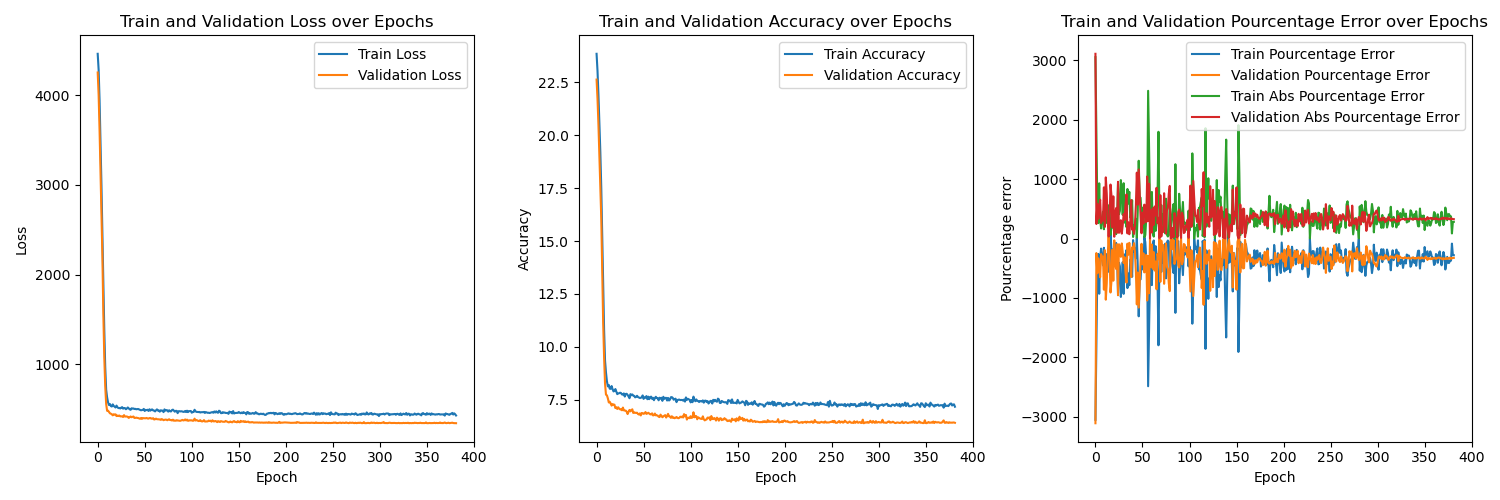 Train and Validation Loss over Epochs
Train Loss
Validation Loss
4000
3000
2000
1000
Loss
0 50 100 150 200 250 300 350 400
Epoch
Train and Validation Accuracy over Epochs
Train Accuracy
Validation Accuracy
22.5
20.0
17.5
15.0
12.5
10.0
7.5
Accuracy
0 50 100 150 200 250 300 350 400
Epoch
Train and Validation Pourcentage Error over Epochs
Train Pourcentage Error
Validation Pourcentage Error
Train Abs Pourcentage Error
Validation Abs Pourcentage Error
3000
2000
1000
0
−1000
−2000
−3000
Pourcentage error
0 50 100 150 200 250 300 350 400
Epoch